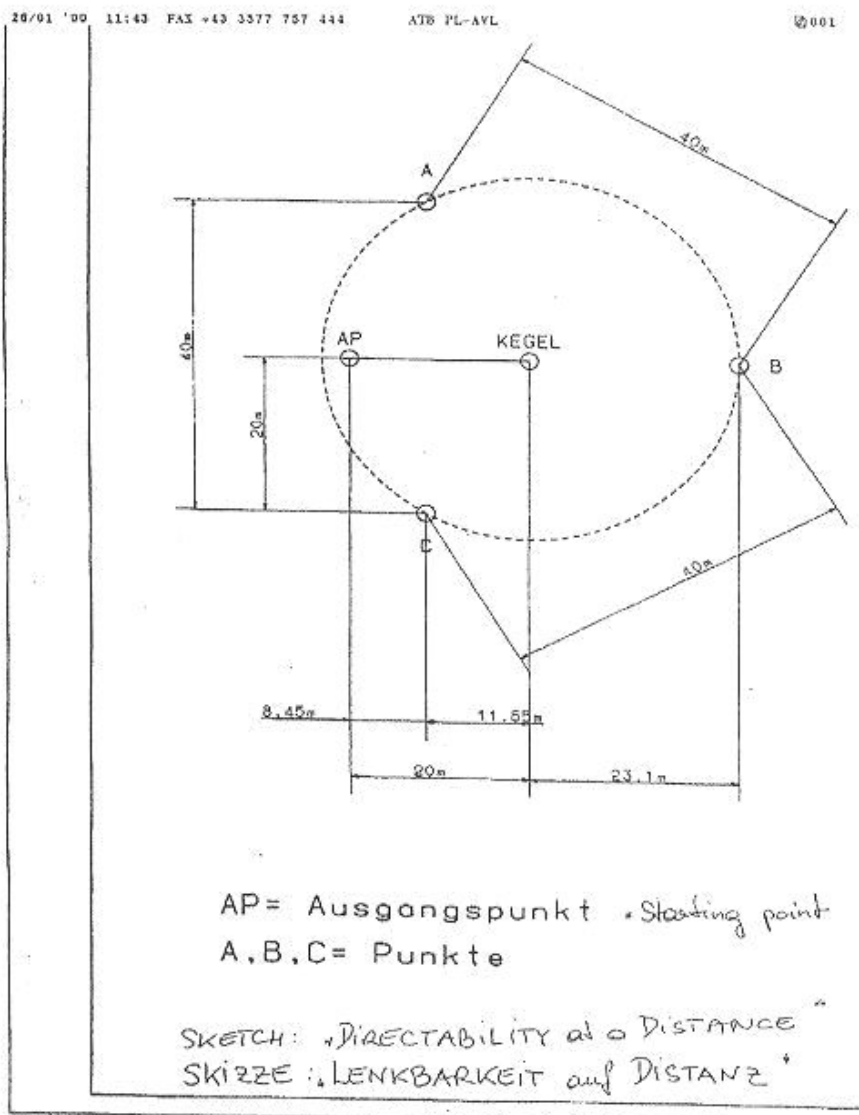 26/01 '00 11:43 FAX +43 3577 757 444 ATB PL-AVL 001
40m
A
AP KEGEL
B
40m
20m
C
40m
8,45m 11.55m
20m 23.1m
AP= Ausgangspunkt • Starting point
A,B,C= Punkte
SKETCH: „DIRECTABILITY at a DISTANCE“
SKIZZE: „LENKBARKEIT auf DISTANZ“